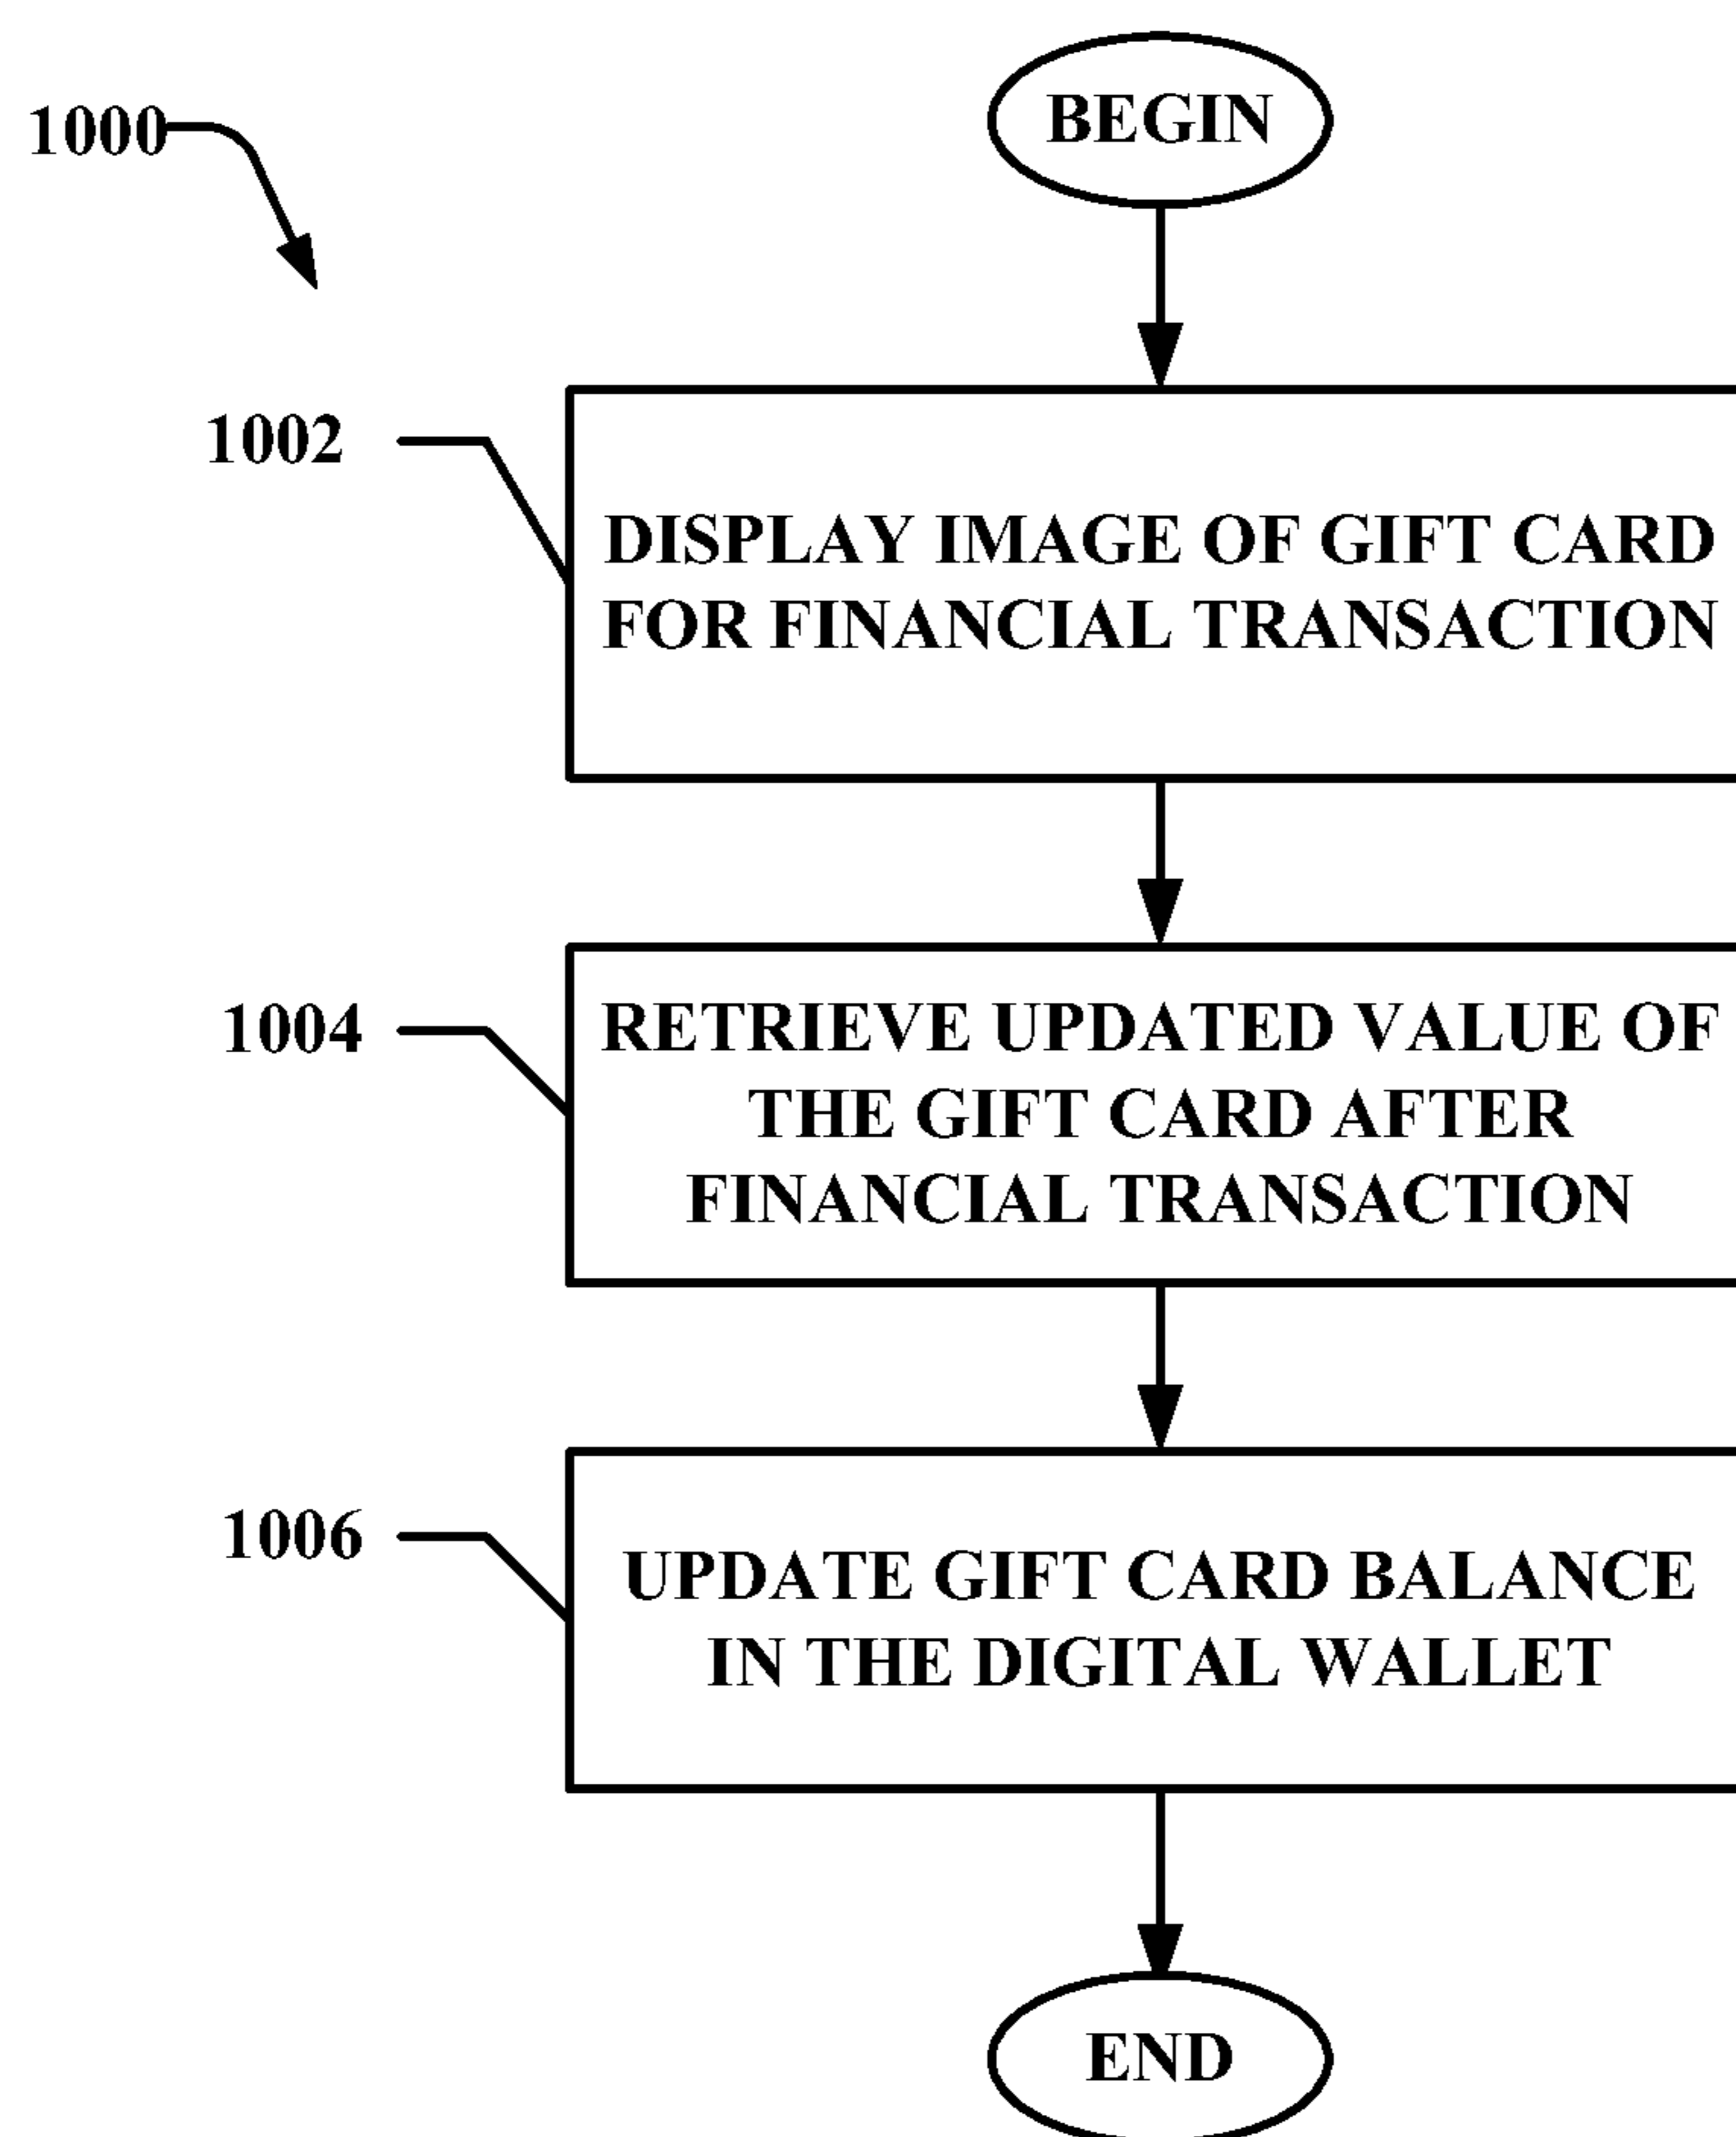 BEGIN
1000
1002
DISPLAY IMAGE OF GIFT CARD
FOR FINANCIAL TRANSACTION
1004
RETRIEVE UPDATED VALUE OF
THE GIFT CARD AFTER
FINANCIAL TRANSACTION
1006
UPDATE GIFT CARD BALANCE
IN THE DIGITAL WALLET
END